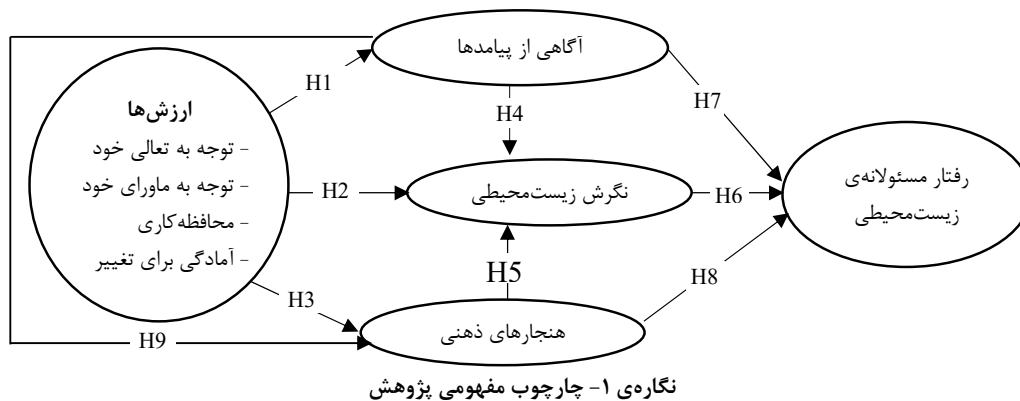 آگاهی از پیامدها
H1
H7
H4
ارزش‌ها
- توجه به تعالی خود
- توجه به ماورای خود
- محافظه‌کاری
- آمادگی برای تغییر
H2
نگرش زیست‌محیطی
H6
رفتار مسئولانه‌ی
زیست‌محیطی
H5
H3
H8
هنجارهای ذهنی
H9
نگاره‌ی ۱- چارچوب مفهومی پژوهش